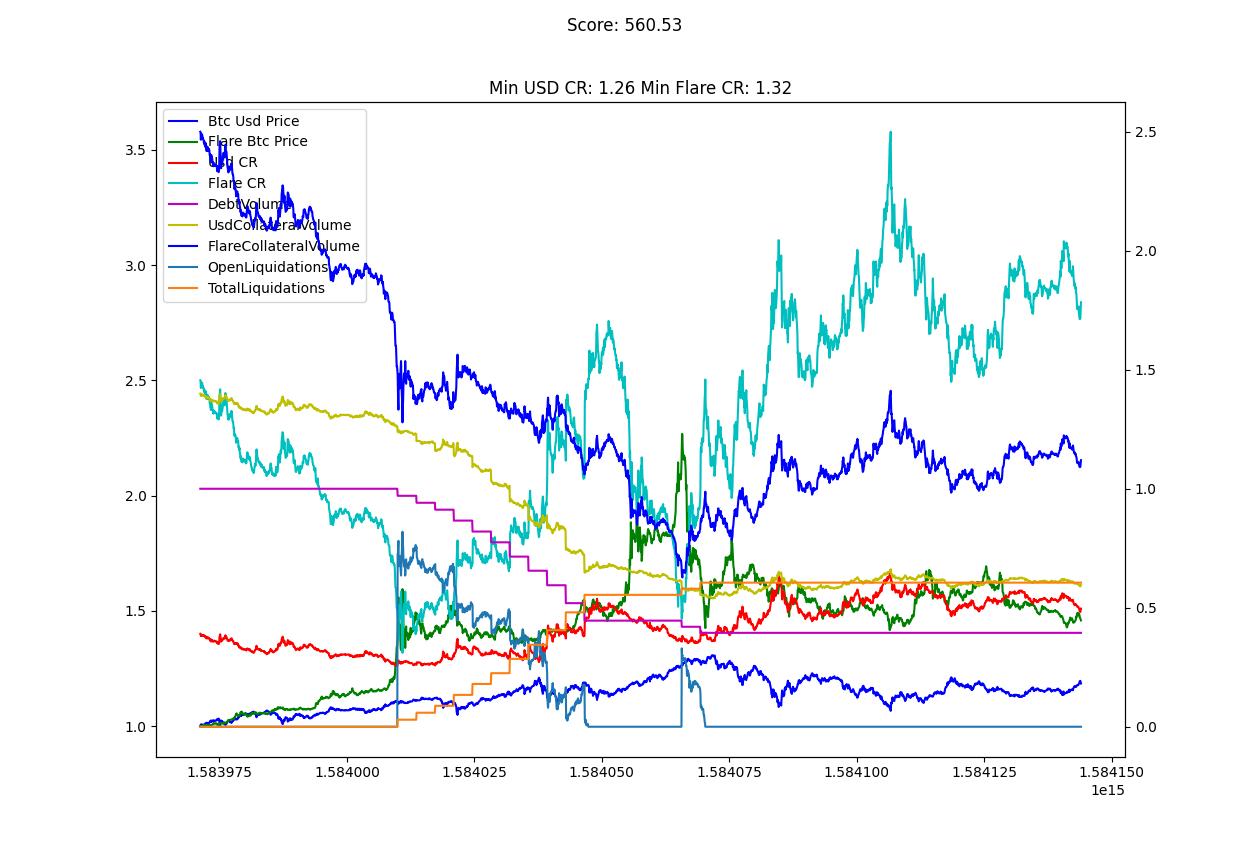 Score: 560.53
Min USD CR: 1.26 Min Flare CR: 1.32
Btc Usd Price
Flare Btc Price
Usd CR
Flare CR
DebtVolume
UsdCollateralVolume
FlareCollateralVolume
OpenLiquidations
TotalLiquidations
3.5
3.0
2.5
2.0
1.5
1.0
2.5
2.0
1.5
1.0
0.5
0.0
1.583975
1.584000
1.584025
1.584050
1.584075
1.584100
1.584125
1.584150
1e15